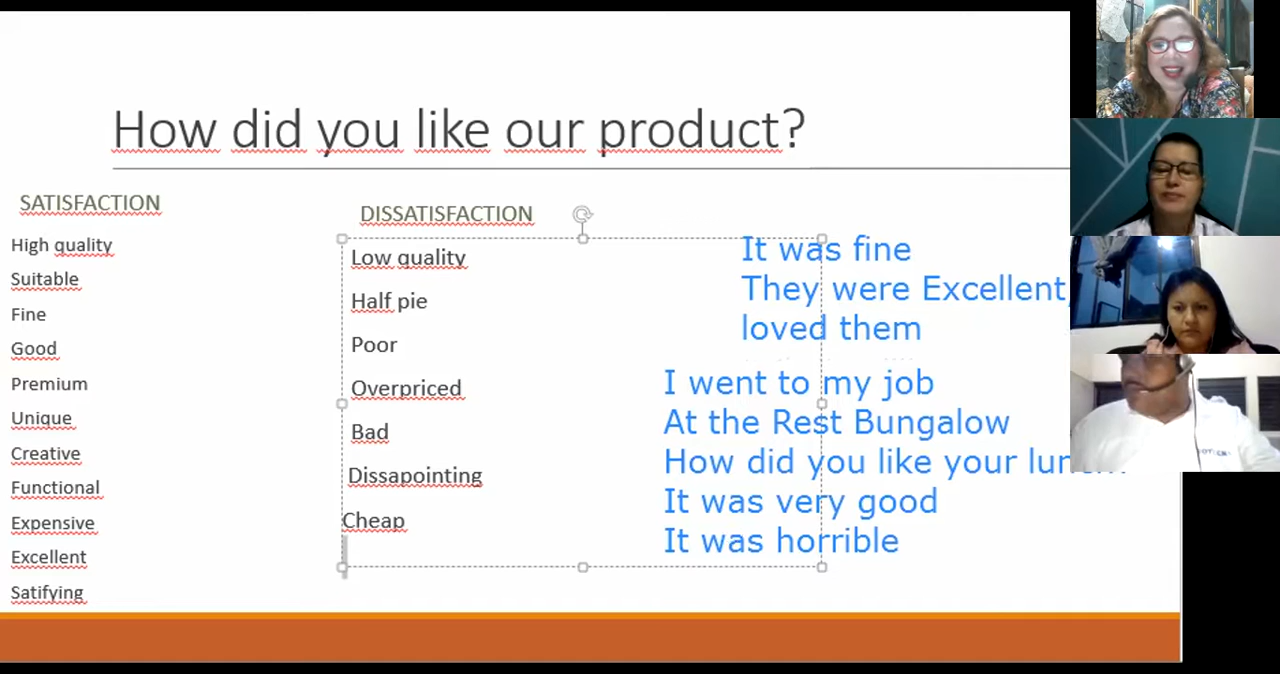 How did you like our product?
SATISFACTION
High quality
Suitable
Fine
Good
Premium
Unique
Creative
Functional
Expensive
Excellent
Satifying
DISSATISFACTION
Low quality
Half pie
Poor
Overpriced
Bad
Dissapointing
Cheap
It was fine
They were Excellent,
loved them
I went to my job
At the Rest Bungalow
How did you like your
It was very good
It was horrible